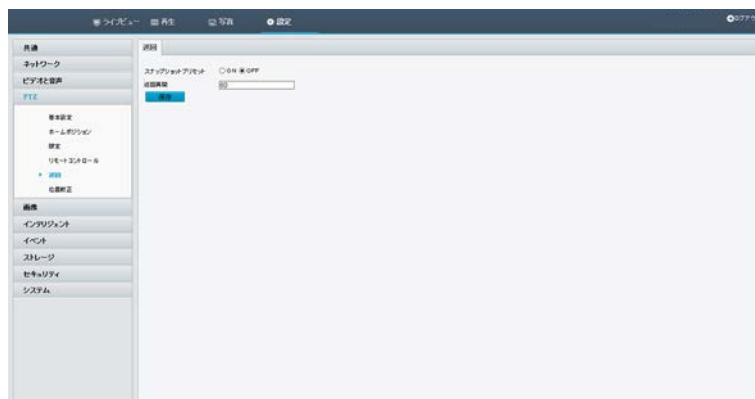 ライブビュー 再生 写真 設定 ログアウ
共通 巡回
ネットワーク
スナップショットプリセット ON OFF
ビデオと音声
巡回再開 60
PTZ 保存
基本設定
ホームポジション
限定
リモートコントロール
巡回
位置修正
画像
インテリジェント
イベント
ストレージ
セキュリティ
システム